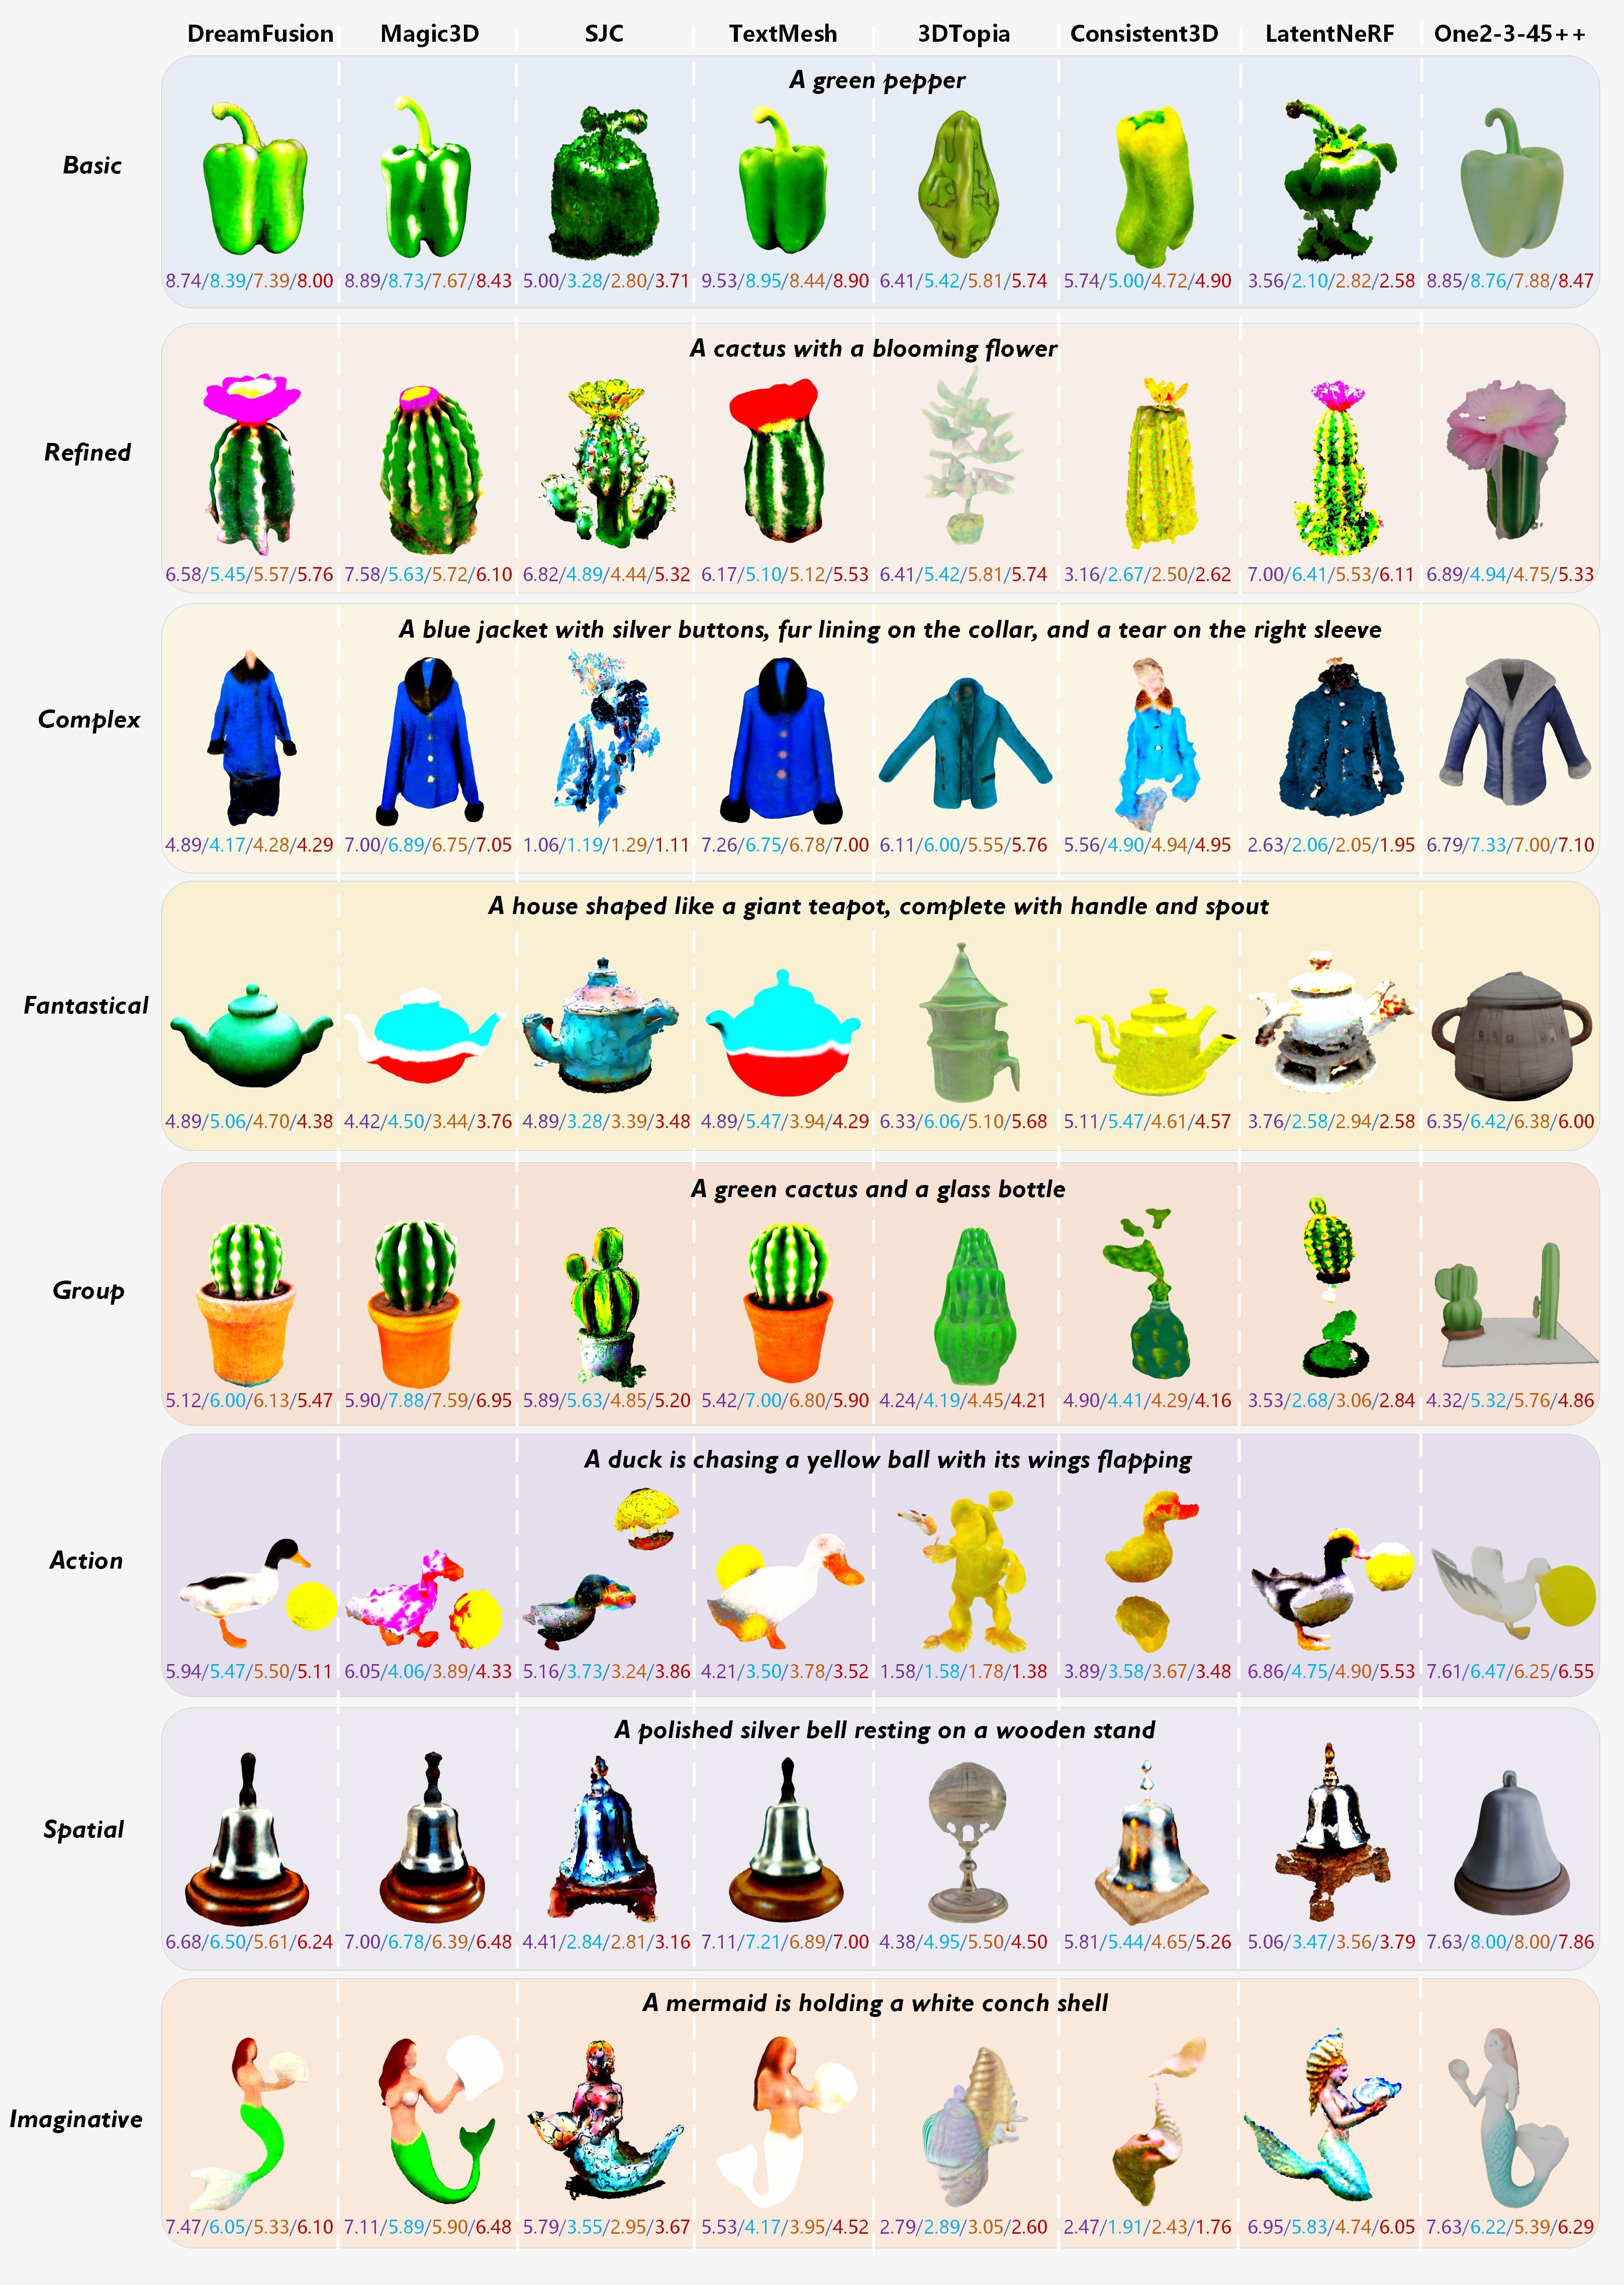 DreamFusion Magic3D SJC TextMesh 3DTopia Consistent3D LatentNeRF One2-3-45++
A green pepper
Basic
8.74/8.39/7.39/8.00 8.89/8.73/7.67/8.43 5.00/3.28/2.80/3.71 9.53/8.95/8.44/8.90 6.41/5.42/5.81/5.74 5.74/5.00/4.72/4.90 3.56/2.10/2.82/2.58 8.85/8.76/7.88/8.47
A cactus with a blooming flower
Refined
6.58/5.45/5.57/5.76 7.58/5.63/5.72/6.10 6.82/4.89/4.44/5.32 6.17/5.10/5.12/5.53 6.41/5.42/5.81/5.74 3.16/2.67/2.50/2.62 7.00/6.41/5.53/6.11 6.89/4.94/4.75/5.33
A blue jacket with silver buttons, fur lining on the collar, and a tear on the right sleeve
Complex
4.89/4.17/4.28/4.29 7.00/6.89/6.75/7.05 1.06/1.19/1.29/1.11 7.26/6.75/6.78/7.00 6.11/6.00/5.55/5.76 5.56/4.90/4.94/4.95 2.63/2.06/2.05/1.95 6.79/7.33/7.00/7.10
A house shaped like a giant teapot, complete with handle and spout
Fantastical
4.89/5.06/4.70/4.38 4.42/4.50/3.44/3.76 4.89/3.28/3.39/3.48 4.89/5.47/3.94/4.29 6.33/6.06/5.10/5.68 5.11/5.47/4.61/4.57 3.76/2.58/2.94/2.58 6.35/6.42/6.38/6.00
A green cactus and a glass bottle
Group
5.12/6.00/6.13/5.47 5.90/7.88/7.59/6.95 5.89/5.63/4.85/5.20 5.42/7.00/6.80/5.90 4.24/4.19/4.45/4.21 4.90/4.41/4.29/4.16 3.53/2.68/3.06/2.84 4.32/5.32/5.76/4.86
A duck is chasing a yellow ball with its wings flapping
Action
5.94/5.47/5.50/5.11 6.05/4.06/3.89/4.33 5.16/3.73/3.24/3.86 4.21/3.50/3.78/3.52 1.58/1.58/1.78/1.38 3.89/3.58/3.67/3.48 6.86/4.75/4.90/5.53 7.61/6.47/6.25/6.55
A polished silver bell resting on a wooden stand
Spatial
6.68/6.50/5.61/6.24 7.00/6.78/6.39/6.48 4.41/2.84/2.81/3.16 7.11/7.21/6.89/7.00 4.38/4.95/5.50/4.50 5.81/5.44/4.65/5.26 5.06/3.47/3.56/3.79 7.63/8.00/8.00/7.86
A mermaid is holding a white conch shell
Imaginative
7.47/6.05/5.33/6.10 7.11/5.89/5.90/6.48 5.79/3.55/2.95/3.67 5.53/4.17/3.95/4.52 2.79/2.89/3.05/2.60 2.47/1.91/2.43/1.76 6.95/5.83/4.74/6.05 7.63/6.22/5.39/6.29